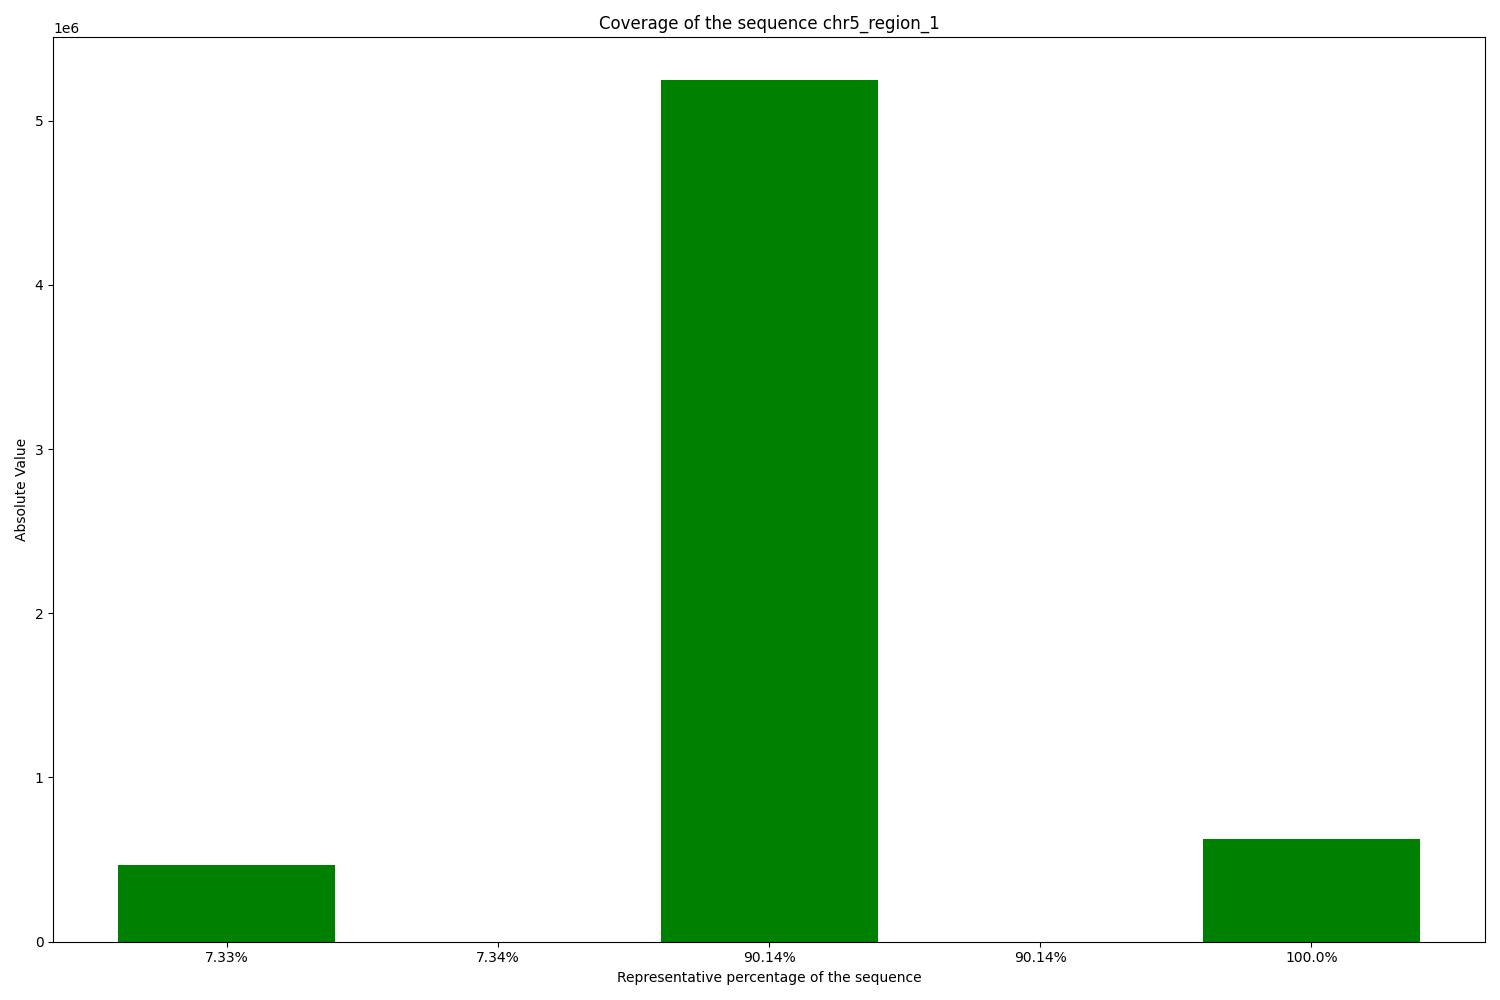 Coverage of the sequence chr5_region_1
1e6
5
4
3
2
1
0
Absolute Value
7.33% 7.34% 90.14% 90.14% 100.0%
Representative percentage of the sequence